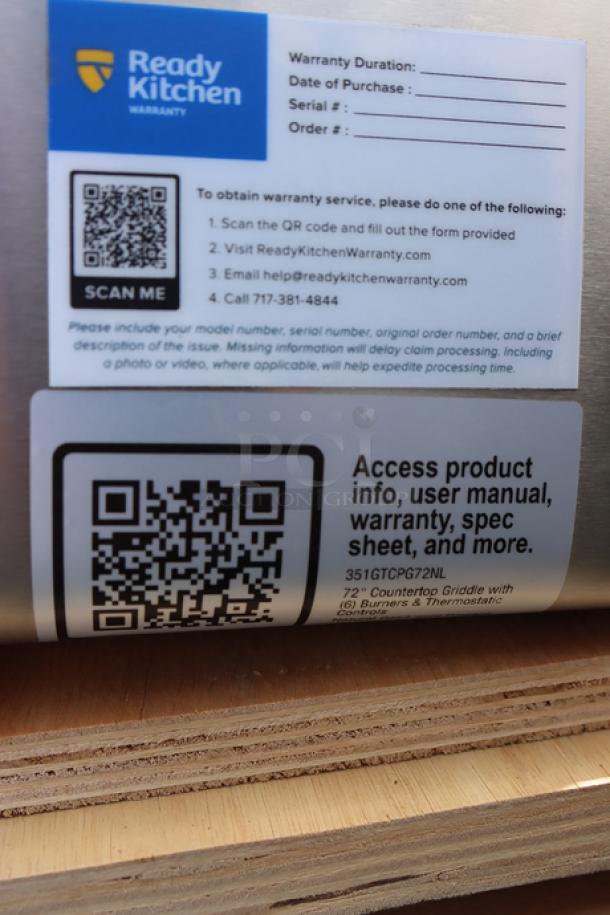 Ready
Kitchen
WARRANTY
Warranty Duration:
Date of Purchase :
Serial # :
Order # :
SCAN ME
To obtain warranty service, please do one of the following:
1. Scan the QR code and fill out the form provided
2. Visit ReadyKitchenWarranty.com
3. Email help@readykitchenwarranty.com
4. Call 717-381-4844
Please include your model number, serial number, original order number, and a brief
description of the issue. Missing information will delay claim processing. Including
a photo or video, where applicable, will help expedite processing time.
PCI
AUCTION GROUP
Access product
info, user manual,
warranty, spec
sheet, and more.
351GTCPG72NL
72" Countertop Griddle with
(6) Burners & Thermostatic
Controls